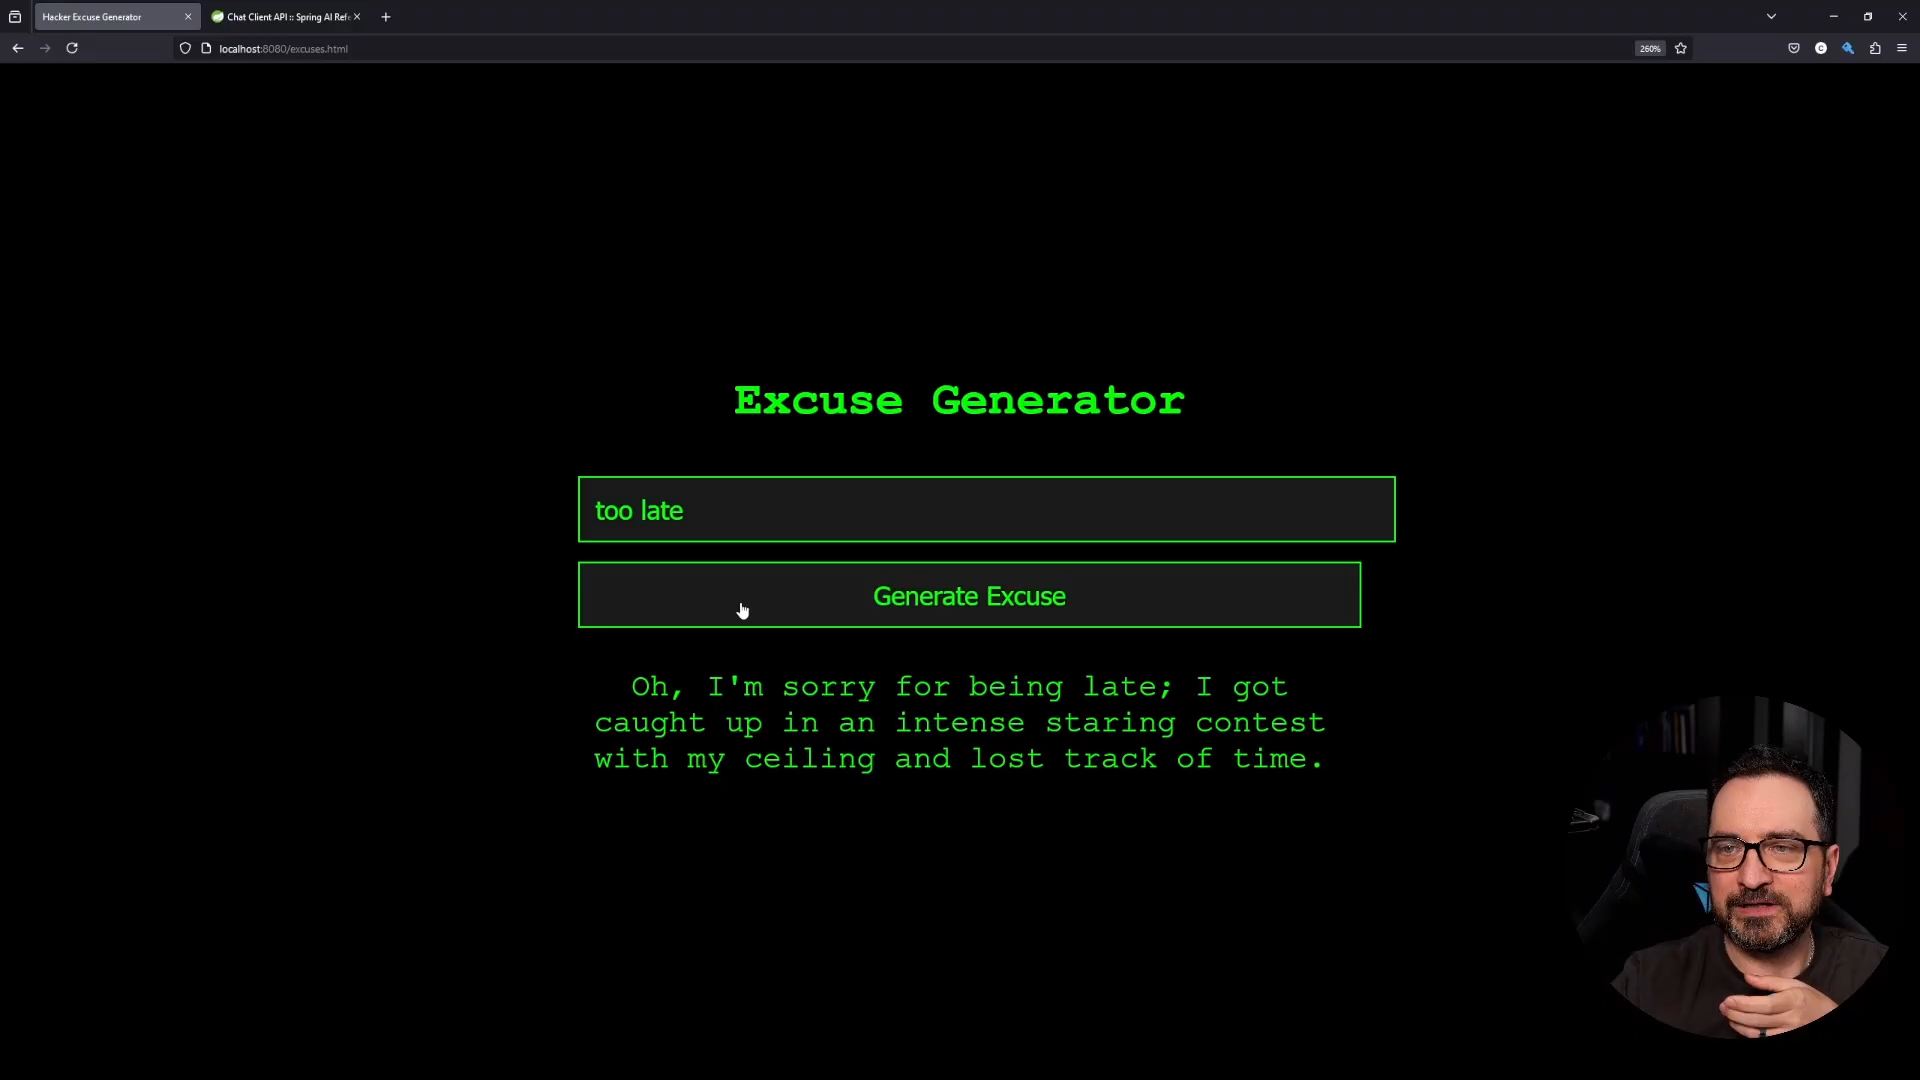 Hacker Excuse Generator
Chat Client API :: Spring AI Refe
localhost:8080/excuses.html
260%
Excuse Generator
too late
Generate Excuse
Oh, I'm sorry for being late; I got
caught up in an intense staring contest
with my ceiling and lost track of time.